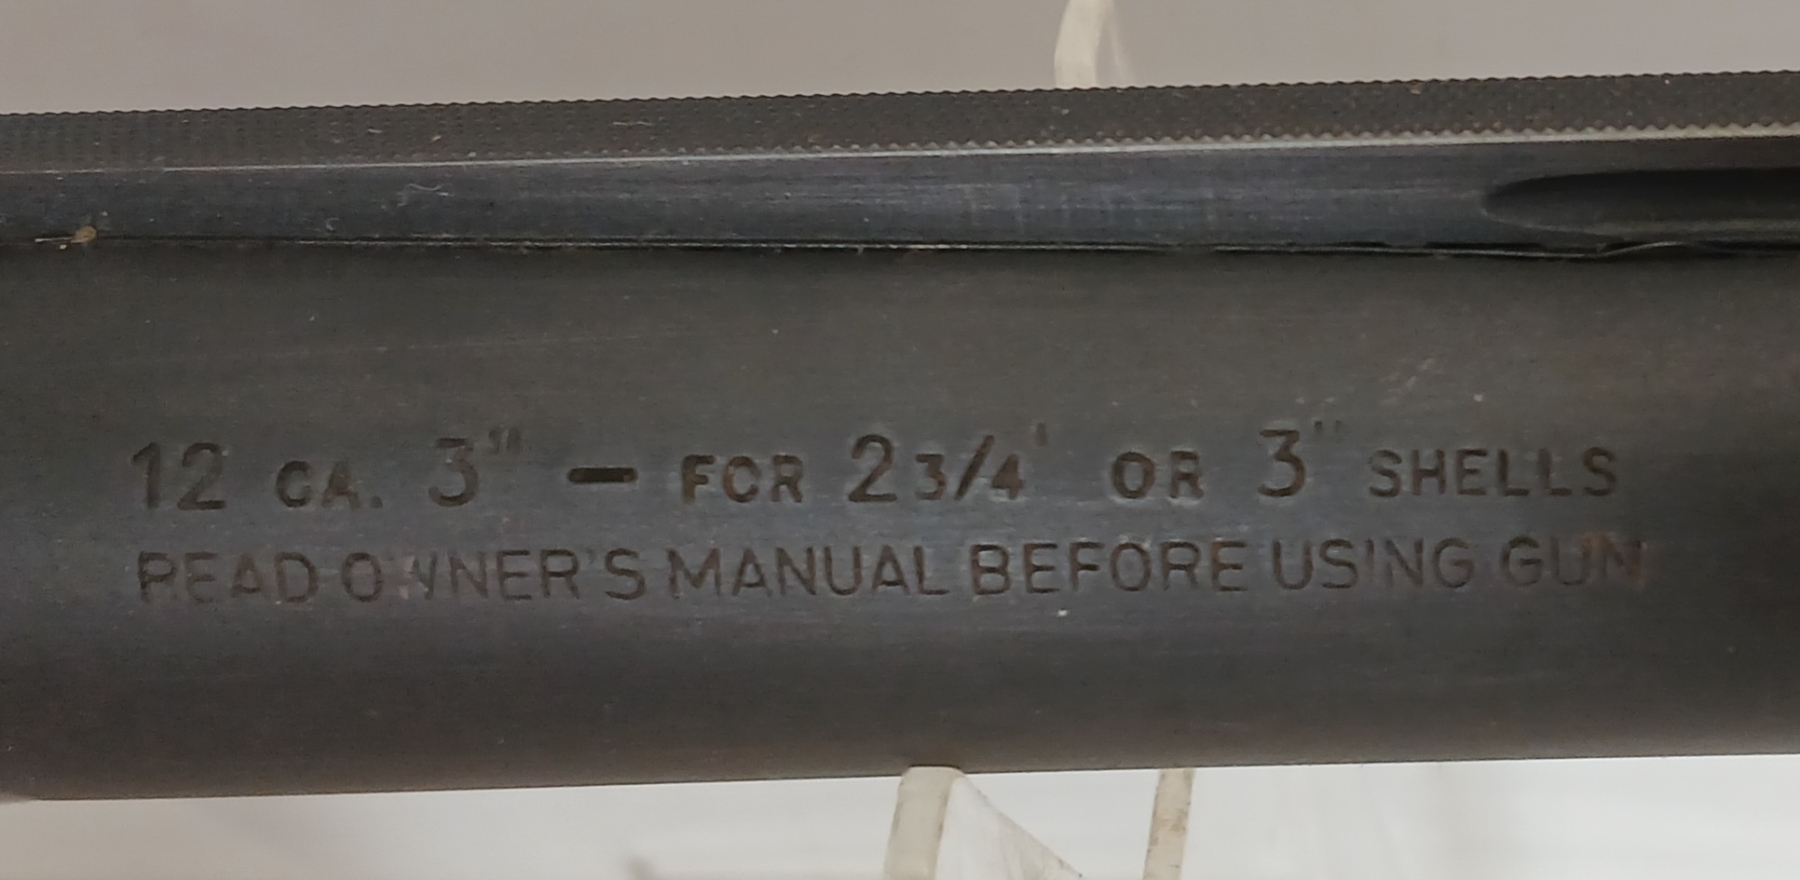 12 GA. 3" - FOR 2 3/4" OR 3" SHELLS
READ OWNER'S MANUAL BEFORE USING GUN